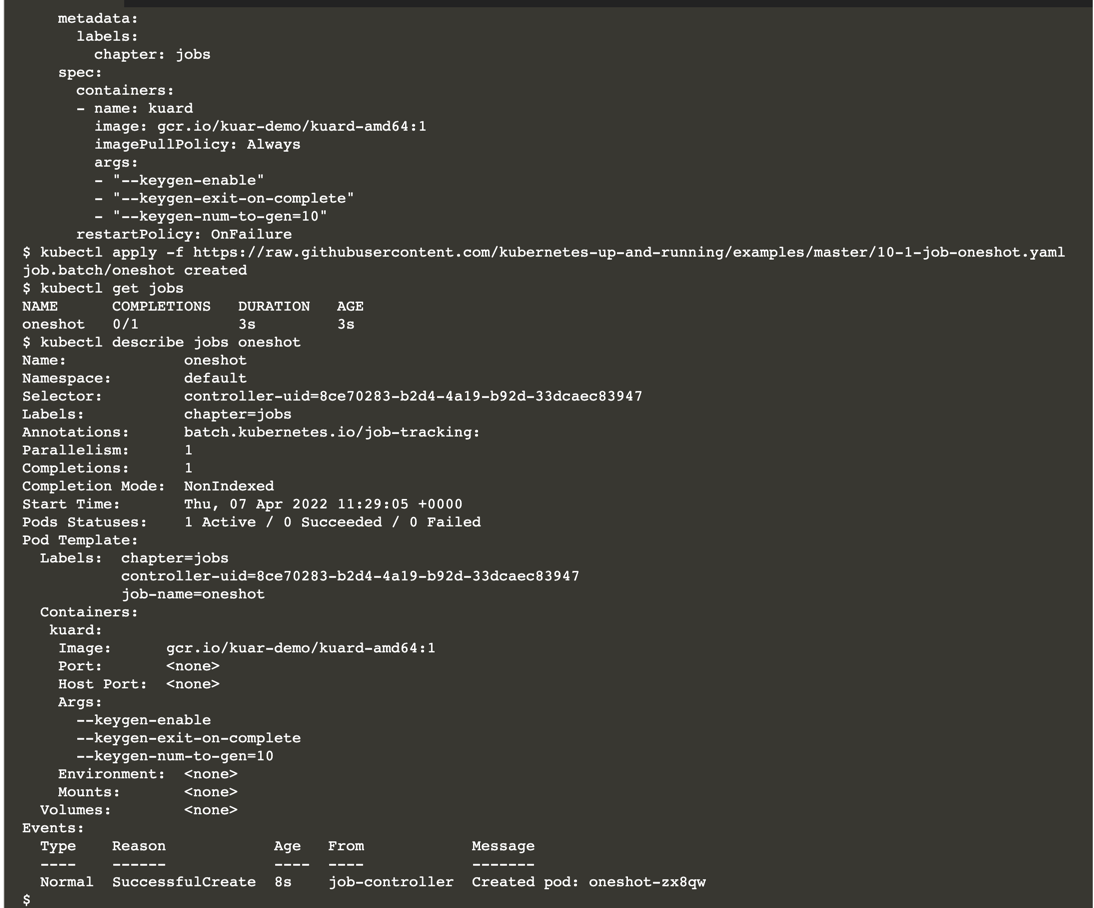 metadata:
      labels:
        chapter: jobs
    spec:
      containers:
      - name: kuard
        image: gcr.io/kuar-demo/kuard-amd64:1
        imagePullPolicy: Always
        args:
        - "--keygen-enable"
        - "--keygen-exit-on-complete"
        - "--keygen-num-to-gen=10"
      restartPolicy: OnFailure
$ kubectl apply -f https://raw.githubusercontent.com/kubernetes-up-and-running/examples/master/10-1-job-oneshot.yaml
job.batch/oneshot created
$ kubectl get jobs
NAME      COMPLETIONS   DURATION   AGE
oneshot   0/1           3s         3s
$ kubectl describe jobs oneshot
Name:             oneshot
Namespace:        default
Selector:         controller-uid=8ce70283-b2d4-4a19-b92d-33dcaec83947
Labels:           chapter=jobs
Annotations:      batch.kubernetes.io/job-tracking:
Parallelism:      1
Completions:      1
Completion Mode:  NonIndexed
Start Time:       Thu, 07 Apr 2022 11:29:05 +0000
Pods Statuses:    1 Active / 0 Succeeded / 0 Failed
Pod Template:
  Labels:  chapter=jobs
           controller-uid=8ce70283-b2d4-4a19-b92d-33dcaec83947
           job-name=oneshot
  Containers:
   kuard:
    Image:      gcr.io/kuar-demo/kuard-amd64:1
    Port:       <none>
    Host Port:  <none>
    Args:
      --keygen-enable
      --keygen-exit-on-complete
      --keygen-num-to-gen=10
    Environment:  <none>
    Mounts:       <none>
  Volumes:        <none>
Events:
  Type    Reason            Age   From            Message
  ----    ------            ----  ----            -------
  Normal  SuccessfulCreate  8s    job-controller  Created pod: oneshot-zx8qw
$